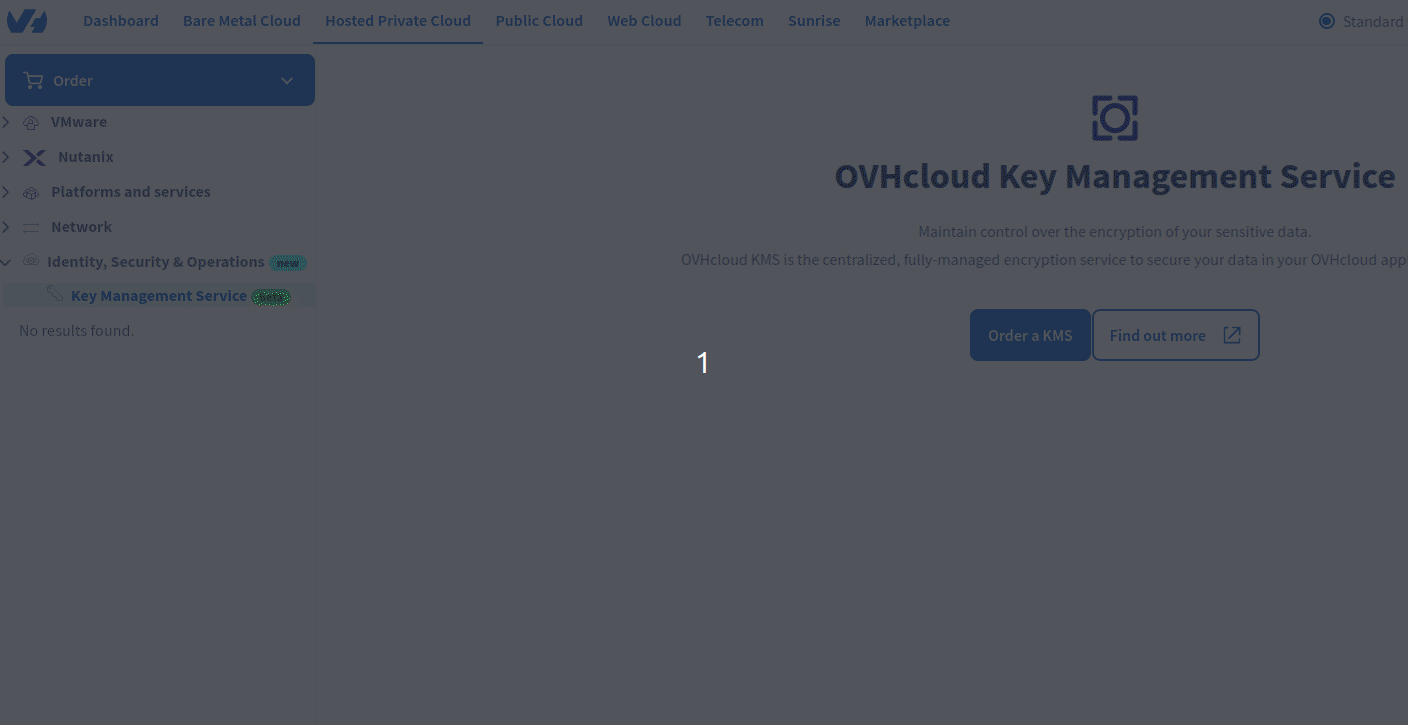 Dashboard Bare Metal Cloud Hosted Private Cloud Public Cloud Web Cloud Telecom Sunrise Marketplace Standard
Order
VMware
Nutanix
Platforms and services
Network
Identity, Security & Operations new
Key Management Service beta
No results found.
OVHcloud Key Management Service
Maintain control over the encryption of your sensitive data.
OVHcloud KMS is the centralized, fully-managed encryption service to secure your data in your OVHcloud app
Order a KMS Find out more
1